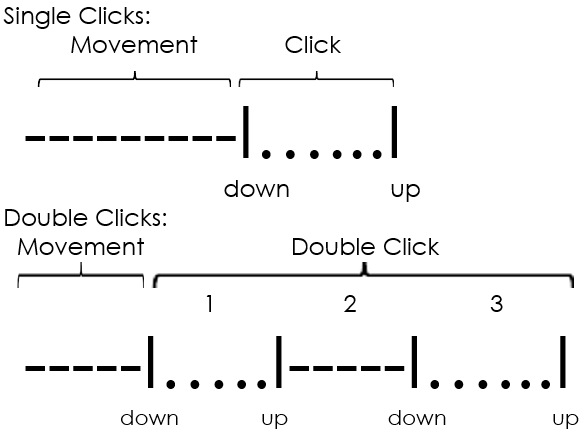 Single Clicks:
Movement Click
down up
Double Clicks:
Movement Double Click
1 2 3
down up down up